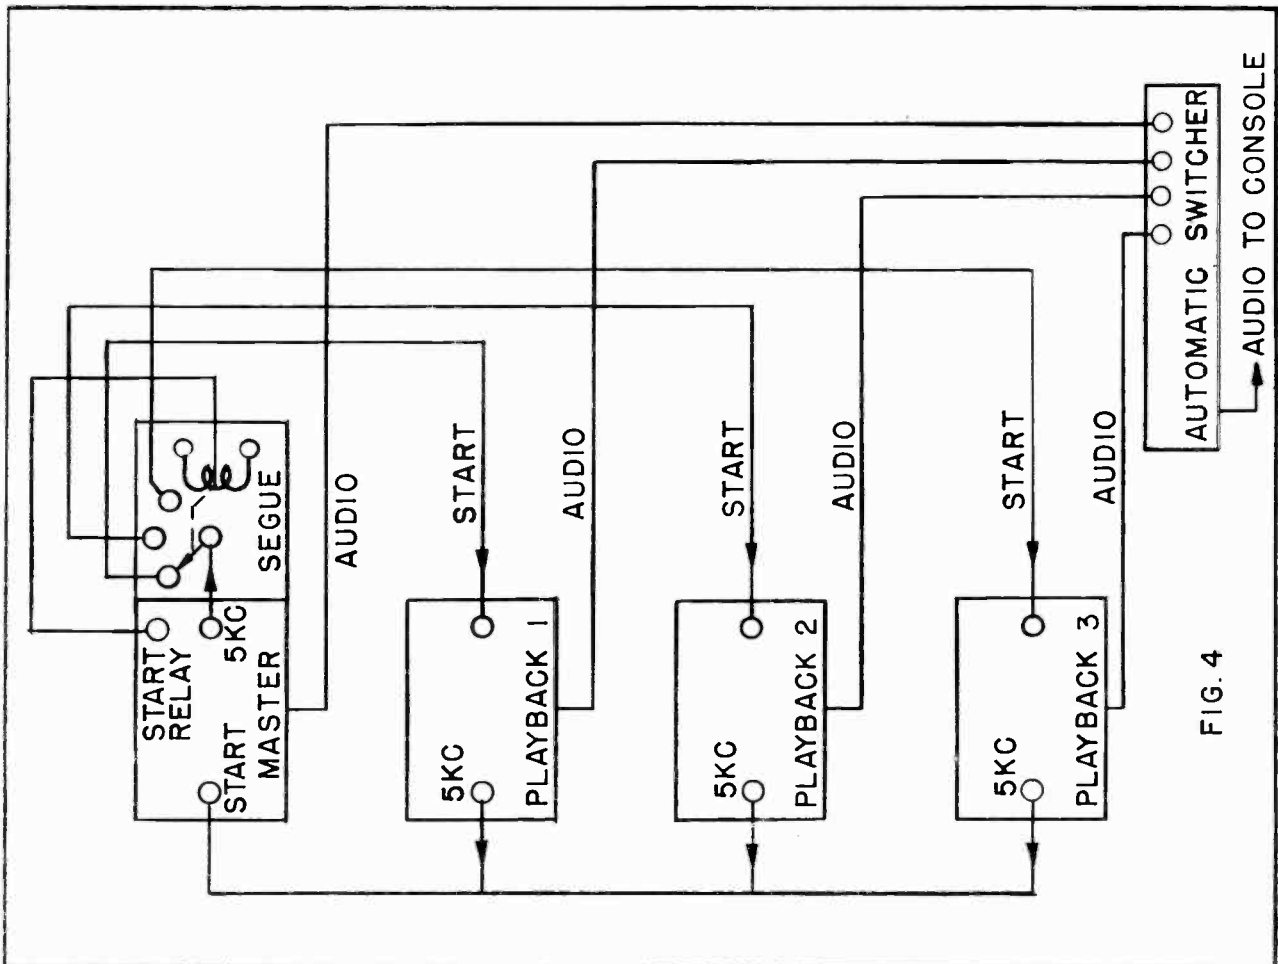 START
RELAY
5KC
START
MASTER
SEGUE
AUDIO
START
5KC
PLAYBACK 1
AUDIO
START
5KC
PLAYBACK 2
AUDIO
START
5KC
PLAYBACK 3
AUDIO
AUTOMATIC SWITCHER
AUDIO TO CONSOLE
FIG. 4